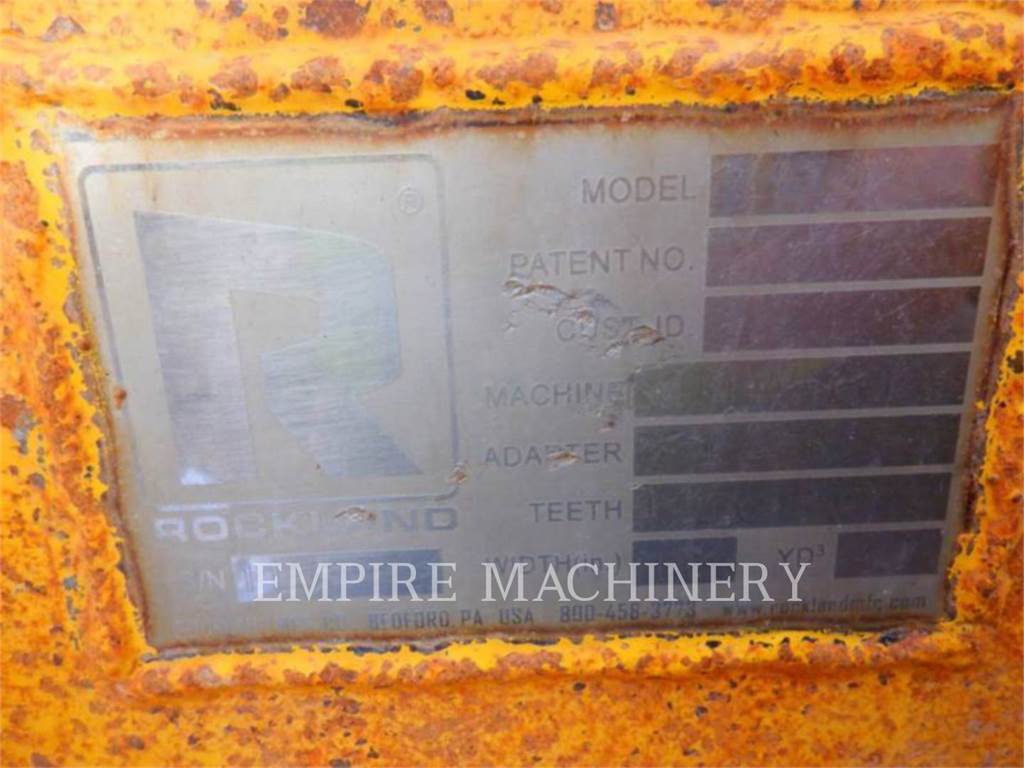 R ®
ROCKLAND
MODEL
PATENT NO.
CUST. ID.
MACHINE
ADAPTER
TEETH
WIDTH(in.) YD³
S/N
EMPIRE MACHINERY
BEDFORD, PA USA 800-458-3773 www.rocklandmfg.com